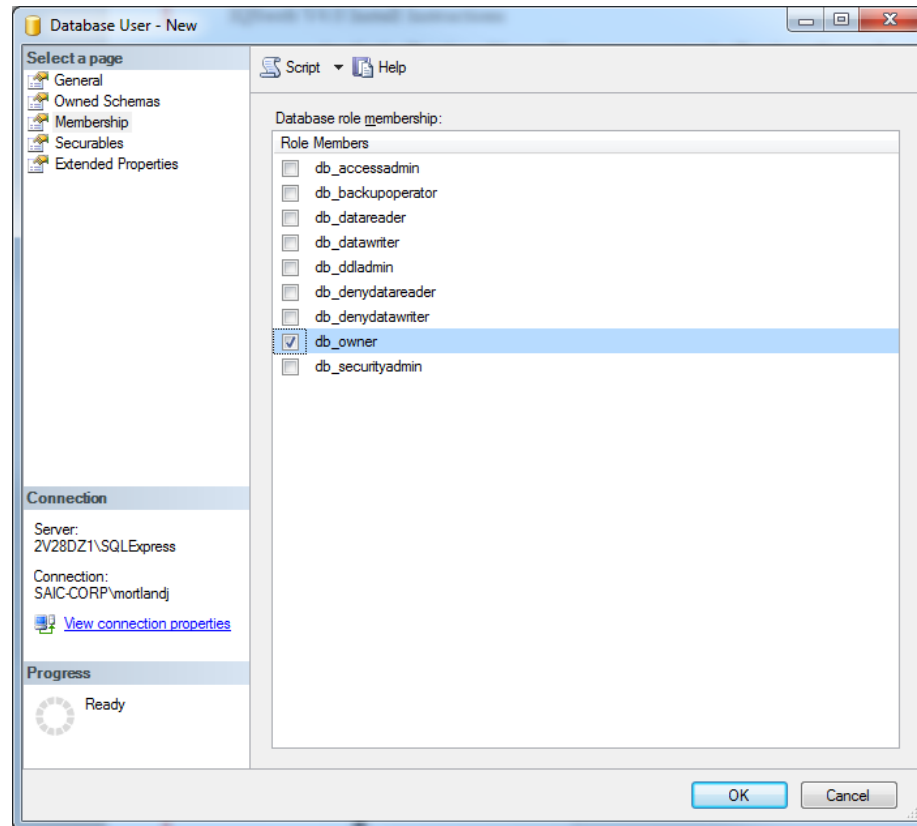 Database User - New
Select a page
General
Owned Schemas
Membership
Securables
Extended Properties
Script
Help
Database role membership:
Role Members
db_accessadmin
db_backupoperator
db_datareader
db_datawriter
db_ddladmin
db_denydatareader
db_denydatawriter
db_owner
db_securityadmin
Connection
Server:
2V28DZ1\SQLExpress
Connection:
SAIC-CORP\mortlandj
View connection properties
Progress
Ready
OK
Cancel